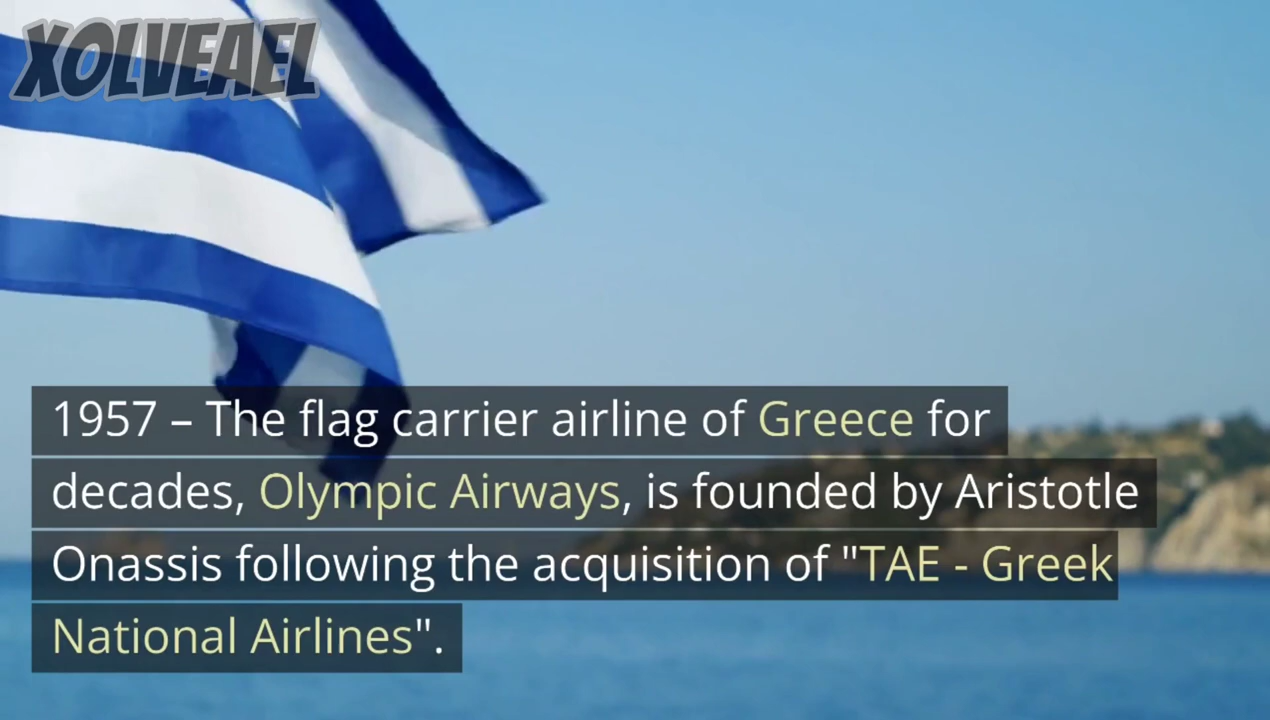 XOLVEAEL
1957 – The flag carrier airline of Greece for
decades, Olympic Airways, is founded by Aristotle
Onassis following the acquisition of "TAE - Greek
National Airlines".